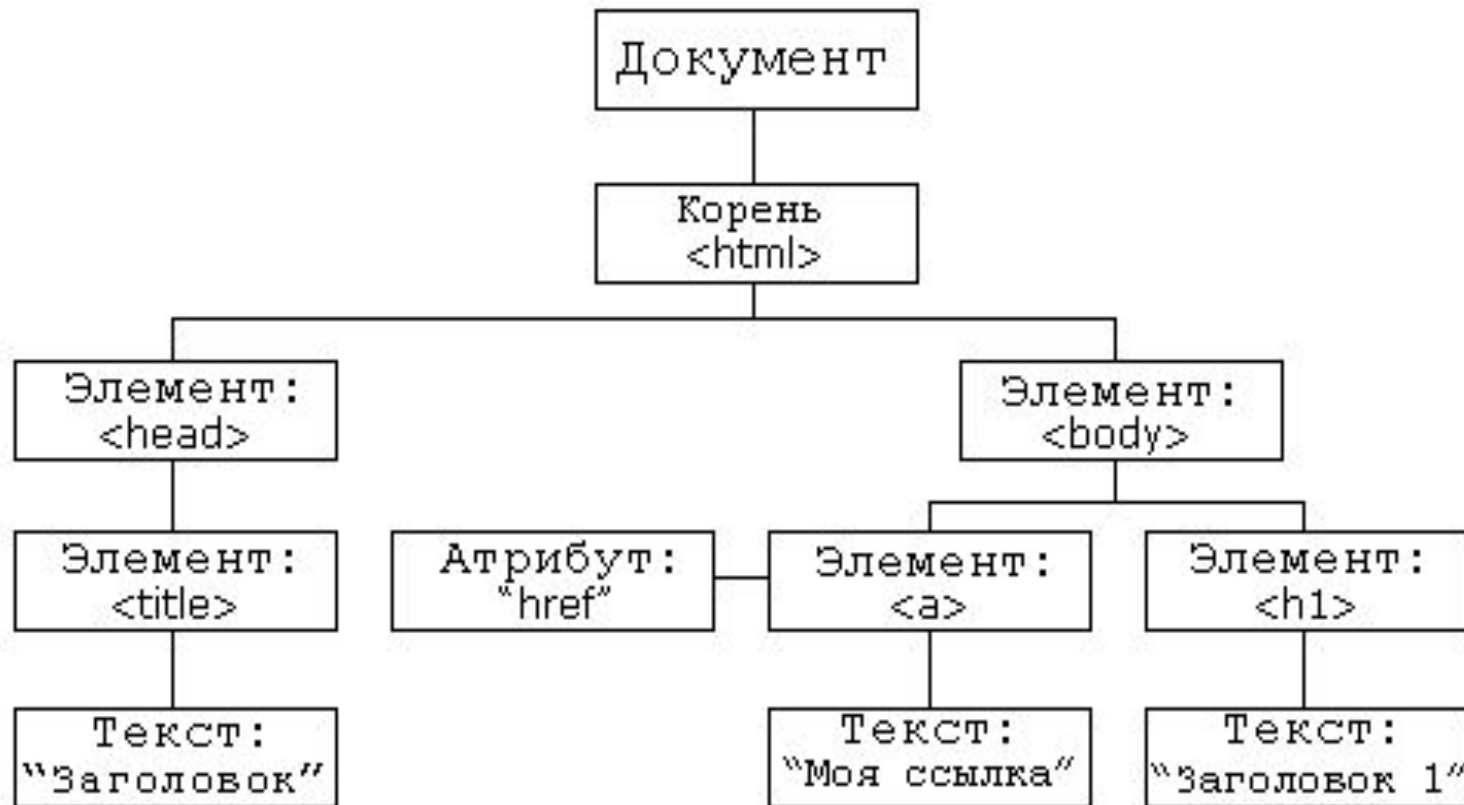 Документ
Корень
<html>
Элемент:
<head>
Элемент:
<body>
Элемент:
<title>
Атрибут:
“href”
Элемент:
<a>
Элемент:
<h1>
Текст:
“Заголовок”
Текст:
“Моя ссылка”
Текст:
“Заголовок 1”